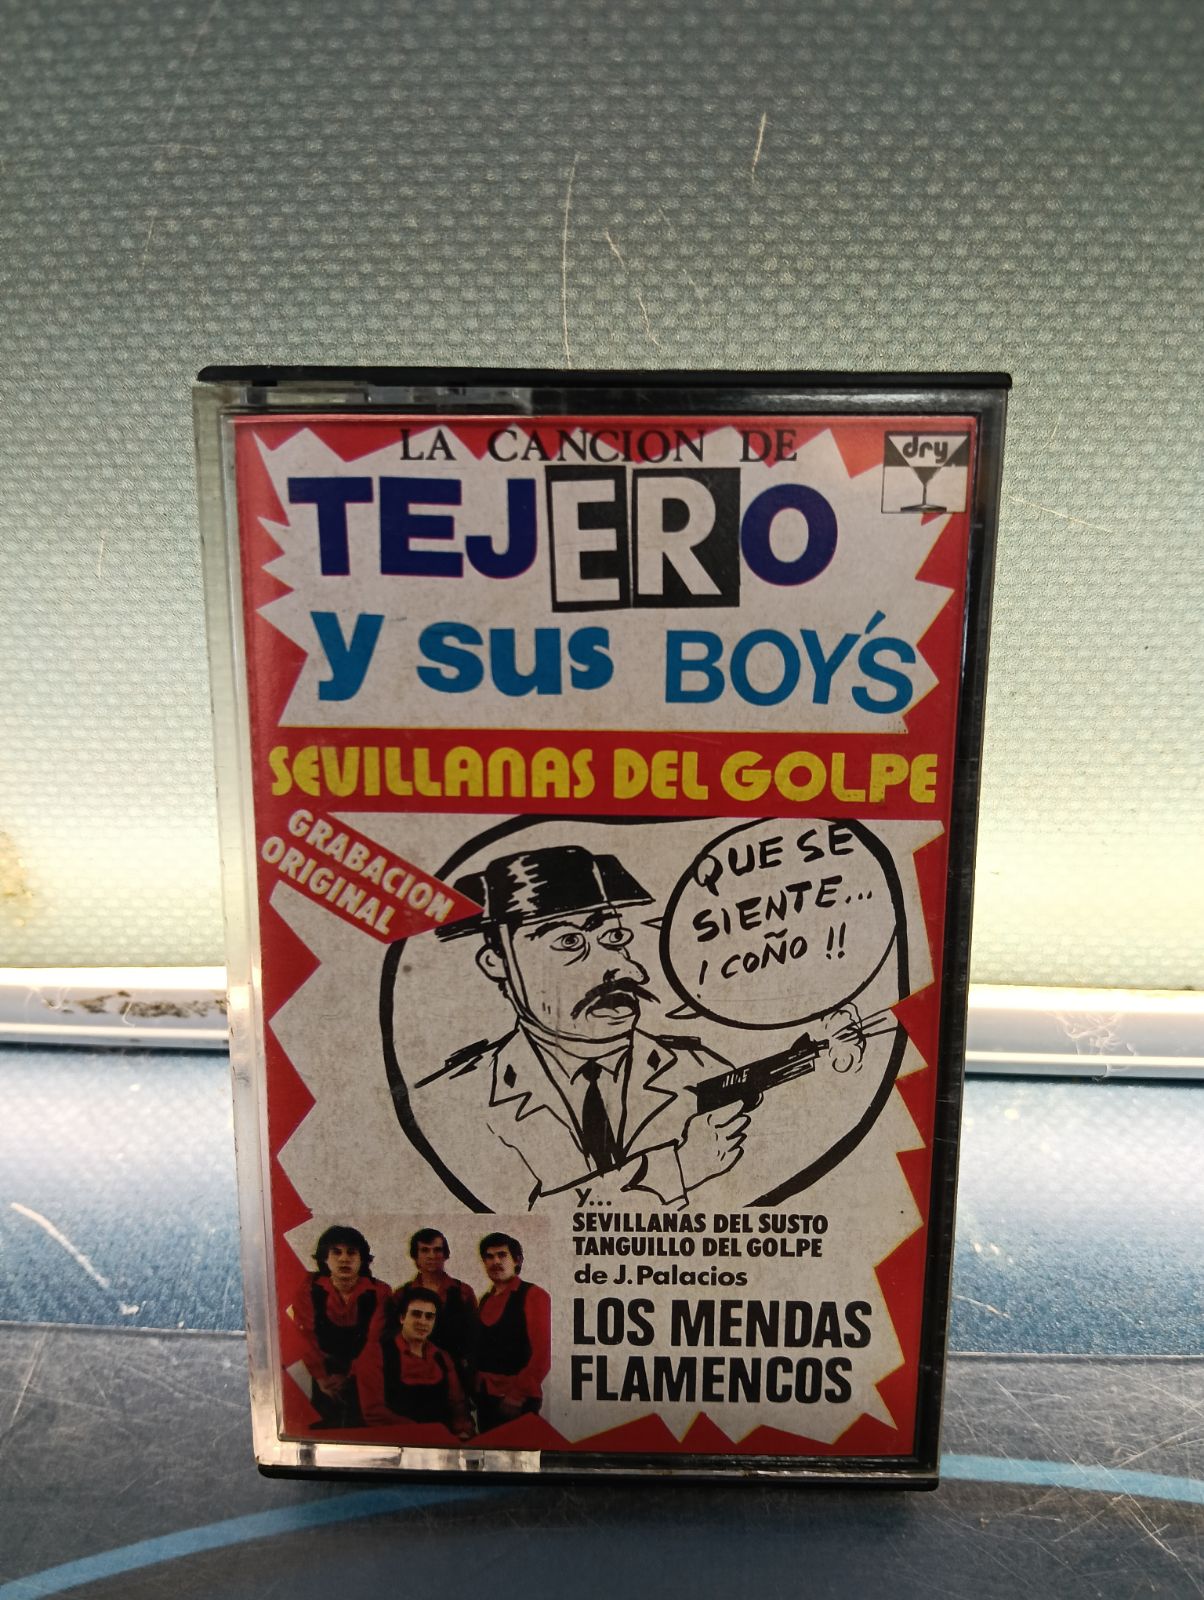 LA CANCION DE
dry
TEJERO
y sus BOY'S
SEVILLANAS DEL GOLPE
GRABACION
ORIGINAL
QUE SE
SIENTE...
¡ COÑO !!
y...
SEVILLANAS DEL SUSTO
TANGUILLO DEL GOLPE
de J. Palacios
LOS MENDAS
FLAMENCOS